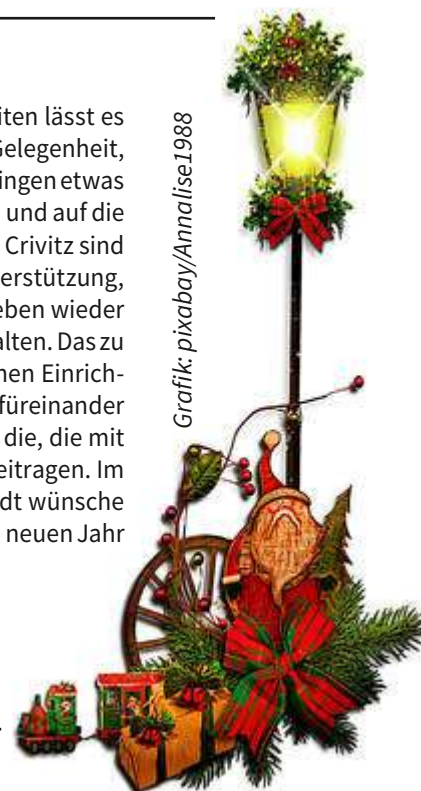 iten lässt es
Gelegenheit,
ingen etwas
und auf die
Crivitz sind
erstützung,
eben wieder
alten. Das zu
hen Einrich-
füreinander
die, die mit
eitragen. Im
dt wünsche
neuen Jahr
Grafik: pixabay/Annalise1988